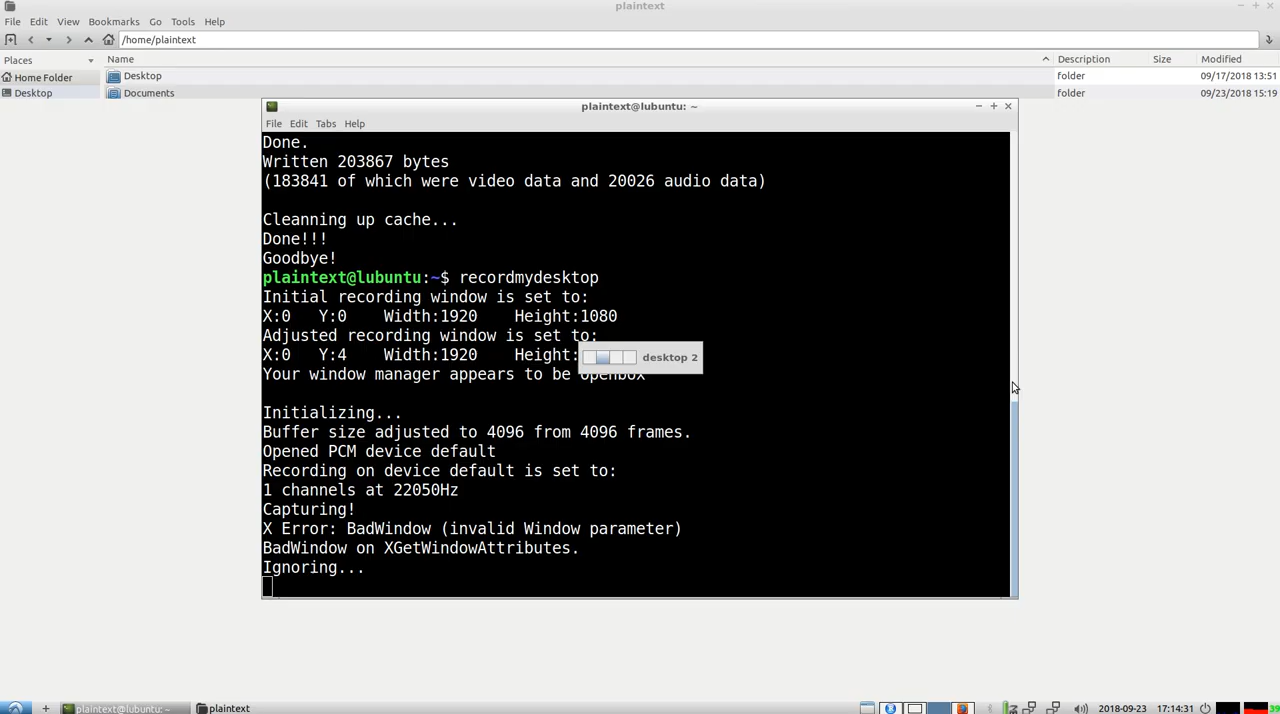 plaintext
File Edit View Bookmarks Go Tools Help
/home/plaintext
Places Name Description Size Modified
Home Folder Desktop folder 09/17/2018 13:51
Desktop Documents folder 09/23/2018 15:19
plaintext@lubuntu: ~
File Edit Tabs Help
Done.
Written 203867 bytes
(183841 of which were video data and 20026 audio data)
Cleanning up cache...
Done!!!
Goodbye!
plaintext@lubuntu:~$ recordmydesktop
Initial recording window is set to:
X:0 Y:0 Width:1920 Height:1080
Adjusted recording window is set to:
X:0 Y:4 Width:1920 Height:
desktop 2
Your window manager appears to be openbox
Initializing...
Buffer size adjusted to 4096 from 4096 frames.
Opened PCM device default
Recording on device default is set to:
1 channels at 22050Hz
Capturing!
X Error: BadWindow (invalid Window parameter)
BadWindow on XGetWindowAttributes.
Ignoring...
plaintext@lubuntu: ~ plaintext 2018-09-23 17:14:31 39